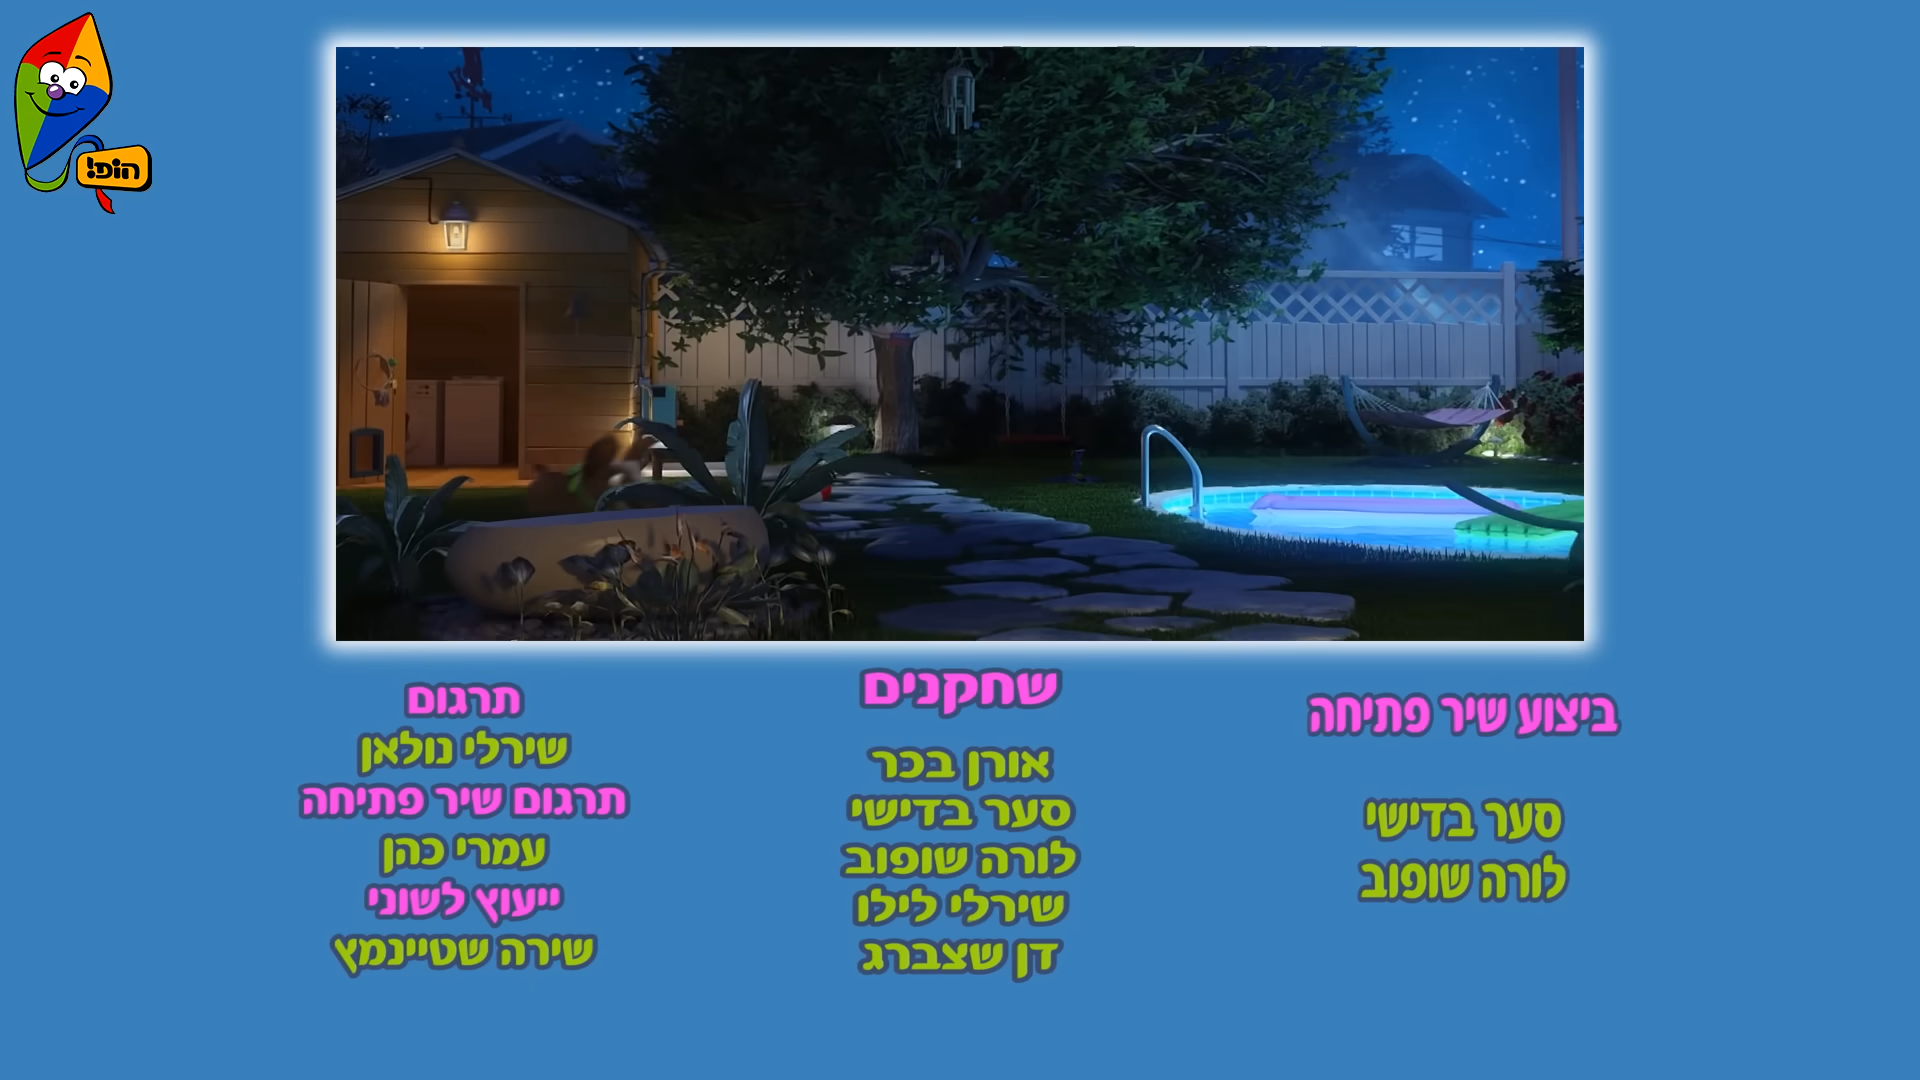 הופ!
ביצוע שיר פתיחה
סער בדישי
לורה שופוב
שחקנים
אורן בכר
סער בדישי
לורה שופוב
שירלי לילו
דן שצברג
תרגום
שירלי נולאן
תרגום שיר פתיחה
עמרי כהן
ייעוץ לשוני
שירה שטיינמץ